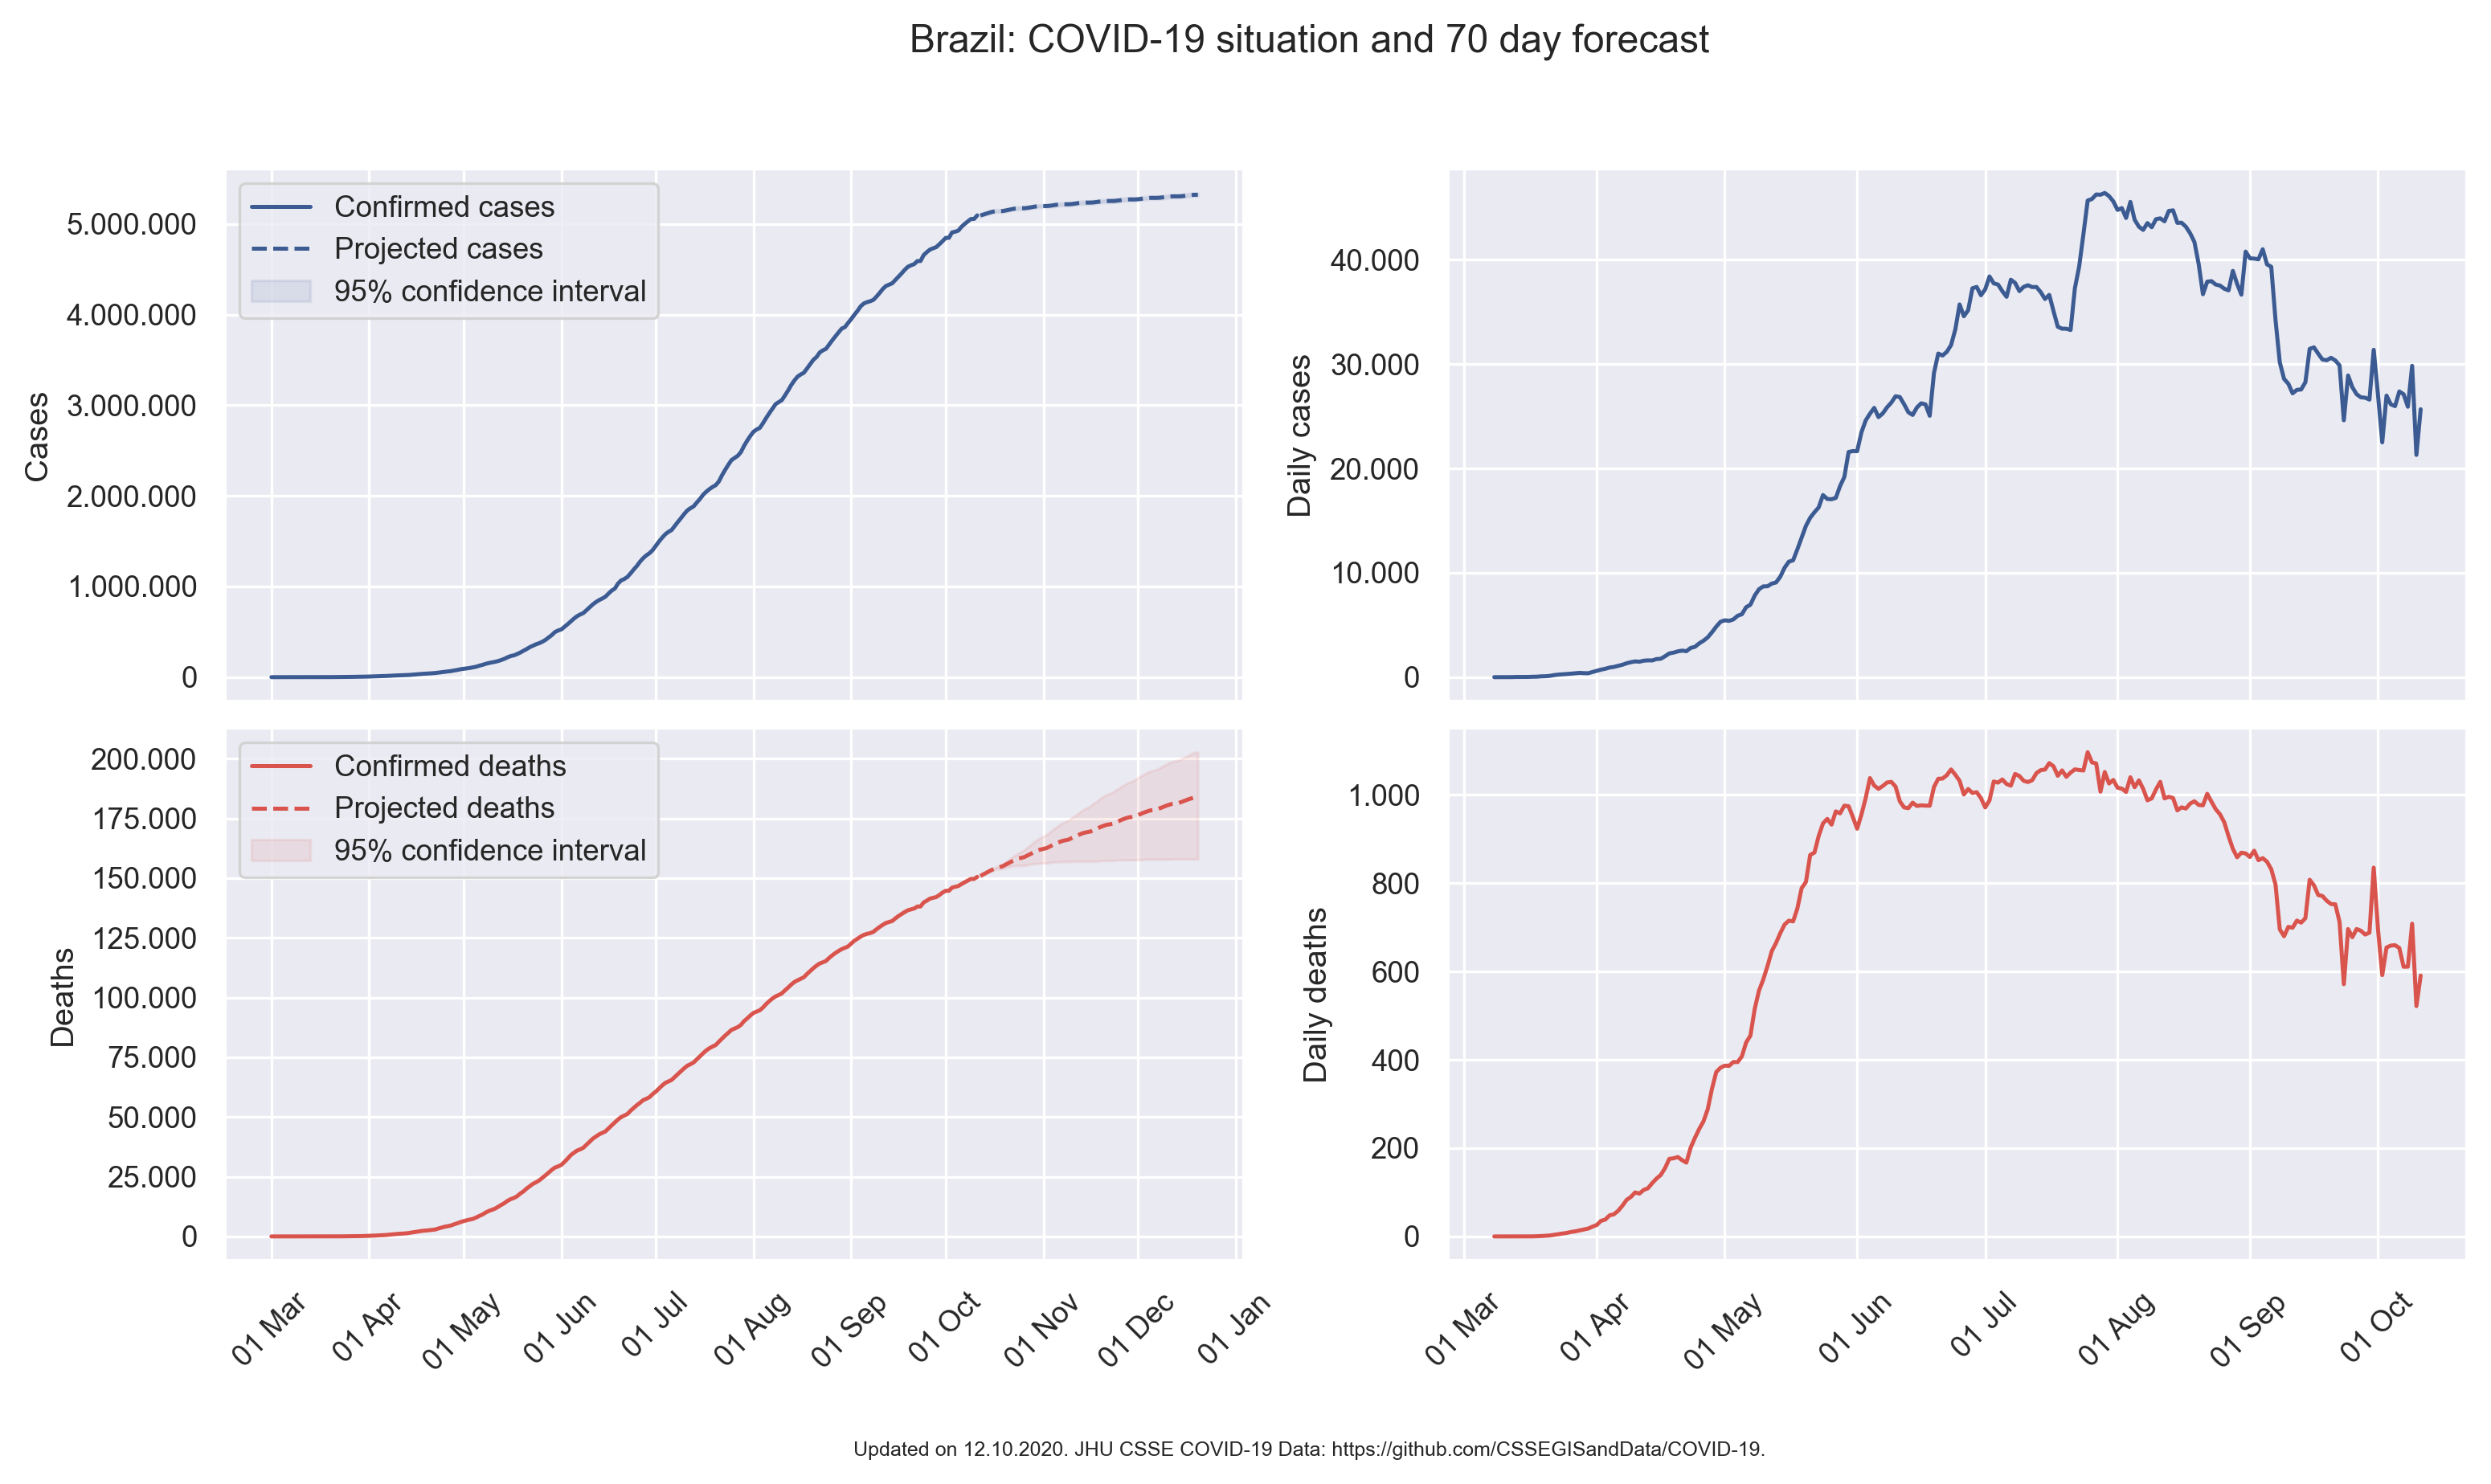 Brazil: COVID-19 situation and 70 day forecast
Cases
5.000.000
4.000.000
3.000.000
2.000.000
1.000.000
0
Confirmed cases
Projected cases
95% confidence interval
Daily cases
40.000
30.000
20.000
10.000
0
Deaths
200.000
175.000
150.000
125.000
100.000
75.000
50.000
25.000
0
Confirmed deaths
Projected deaths
95% confidence interval
01 Mar
01 Apr
01 May
01 Jun
01 Jul
01 Aug
01 Sep
01 Oct
01 Nov
01 Dec
01 Jan
Daily deaths
1.000
800
600
400
200
0
01 Mar
01 Apr
01 May
01 Jun
01 Jul
01 Aug
01 Sep
01 Oct
Updated on 12.10.2020. JHU CSSE COVID-19 Data: https://github.com/CSSEGISandData/COVID-19.